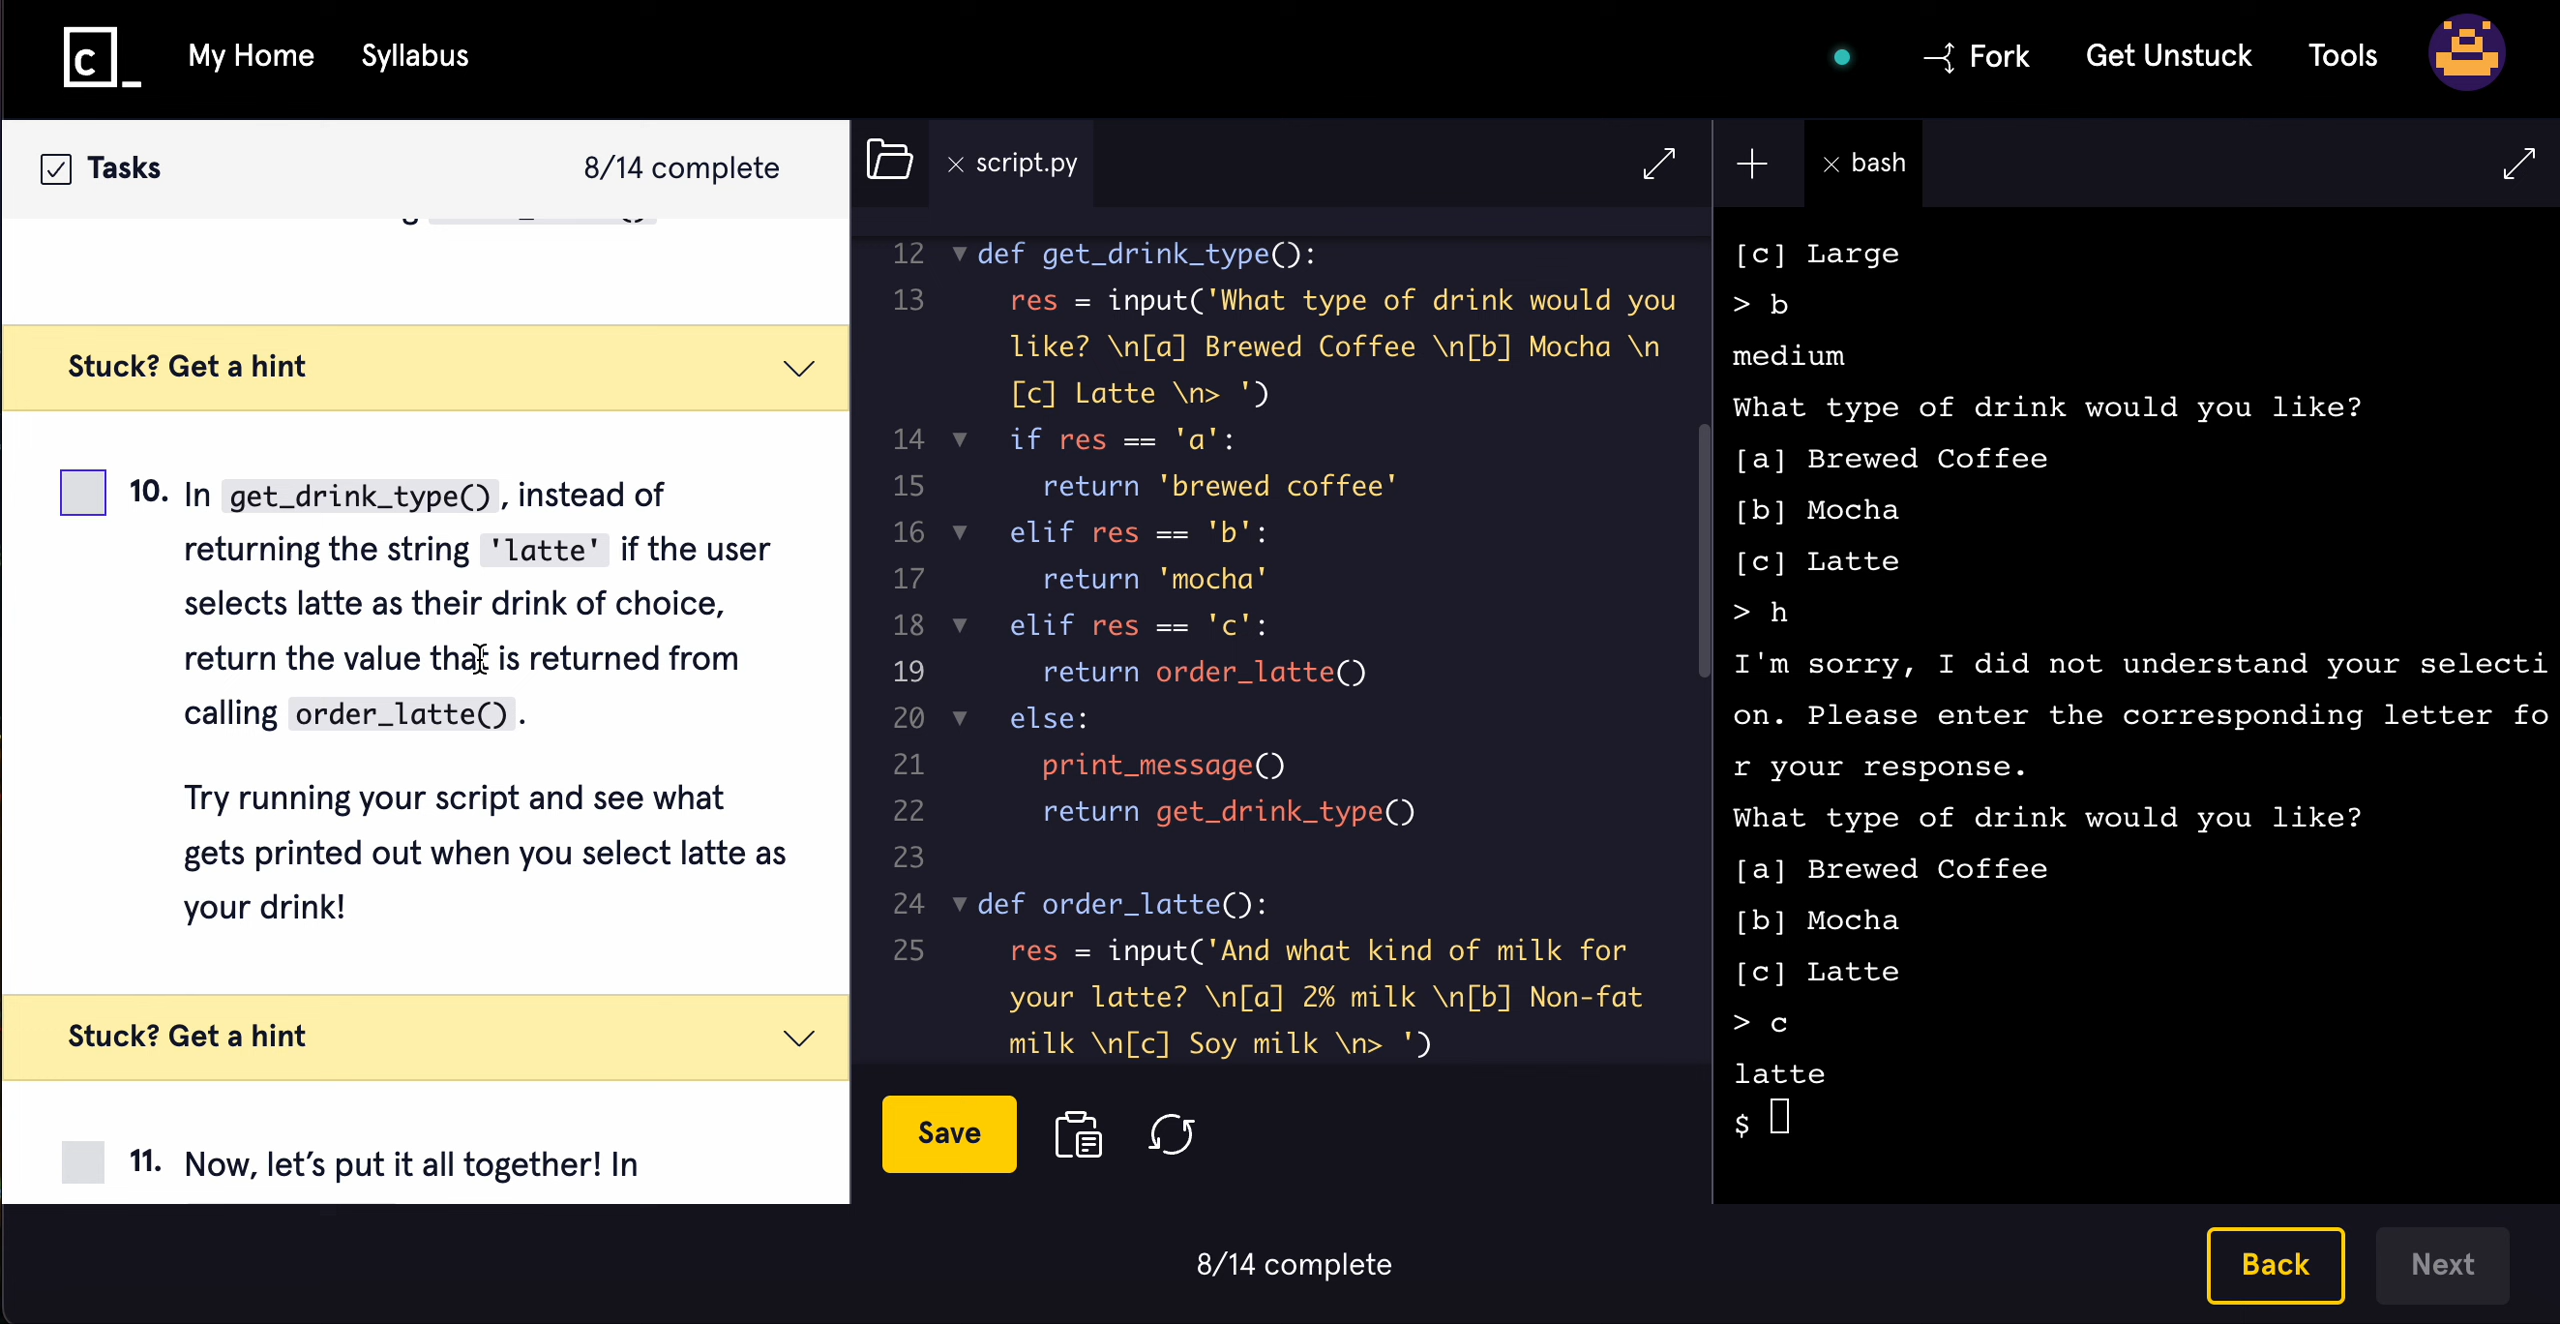 c_
My Home
Syllabus
Fork
Get Unstuck
Tools
Tasks
8/14 complete
Stuck? Get a hint
10. In get_drink_type(), instead of
returning the string 'latte' if the user
selects latte as their drink of choice,
return the value that is returned from
calling order_latte().
Try running your script and see what
gets printed out when you select latte as
your drink!
Stuck? Get a hint
11. Now, let's put it all together! In
script.py
12 def get_drink_type():
13 res = input('What type of drink would you
like? \n[a] Brewed Coffee \n[b] Mocha \n
[c] Latte \n> ')
14 if res == 'a':
15 return 'brewed coffee'
16 elif res == 'b':
17 return 'mocha'
18 elif res == 'c':
19 return order_latte()
20 else:
21 print_message()
22 return get_drink_type()
23
24 def order_latte():
25 res = input('And what kind of milk for
your latte? \n[a] 2% milk \n[b] Non-fat
milk \n[c] Soy milk \n> ')
Save
bash
[c] Large
> b
medium
What type of drink would you like?
[a] Brewed Coffee
[b] Mocha
[c] Latte
> h
I'm sorry, I did not understand your selecti
on. Please enter the corresponding letter fo
r your response.
What type of drink would you like?
[a] Brewed Coffee
[b] Mocha
[c] Latte
> c
latte
$
8/14 complete
Back
Next